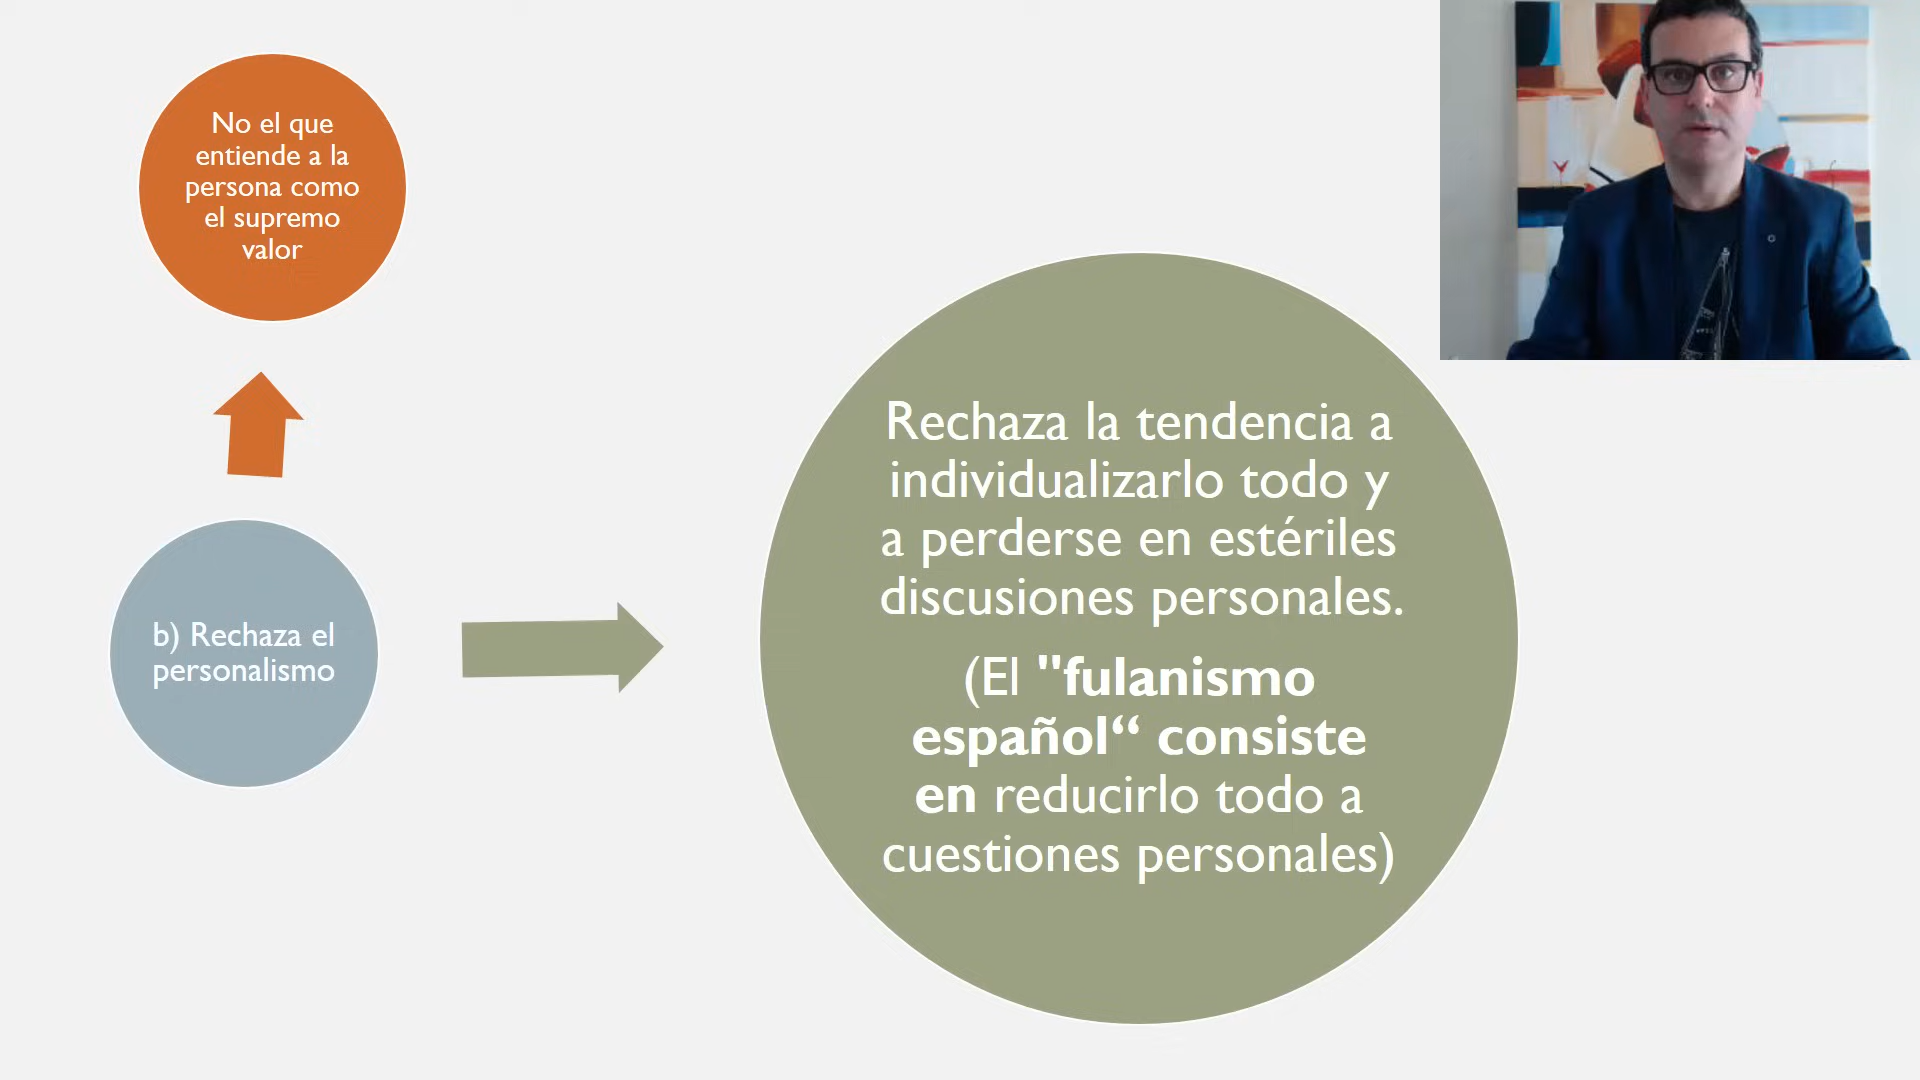 No el que
entiende a la
persona como
el supremo
valor
b) Rechaza el
personalismo
Rechaza la tendencia a
individualizarlo todo y
a perderse en estériles
discusiones personales.
(El "fulanismo
español“ consiste
en reducirlo todo a
cuestiones personales)